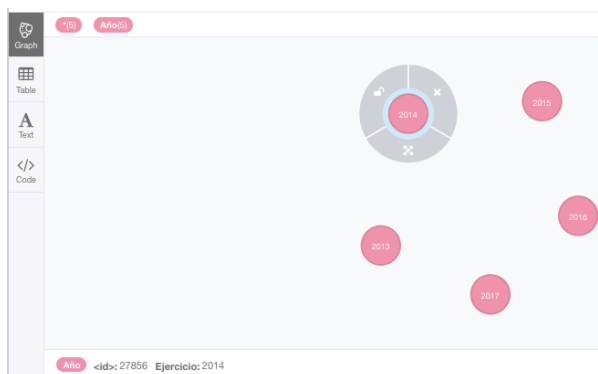 *(5) Año(5)
Graph
Table
Text
Code
2014
2015
2016
2013
2017
Año <id>: 27856 Ejercicio: 2014